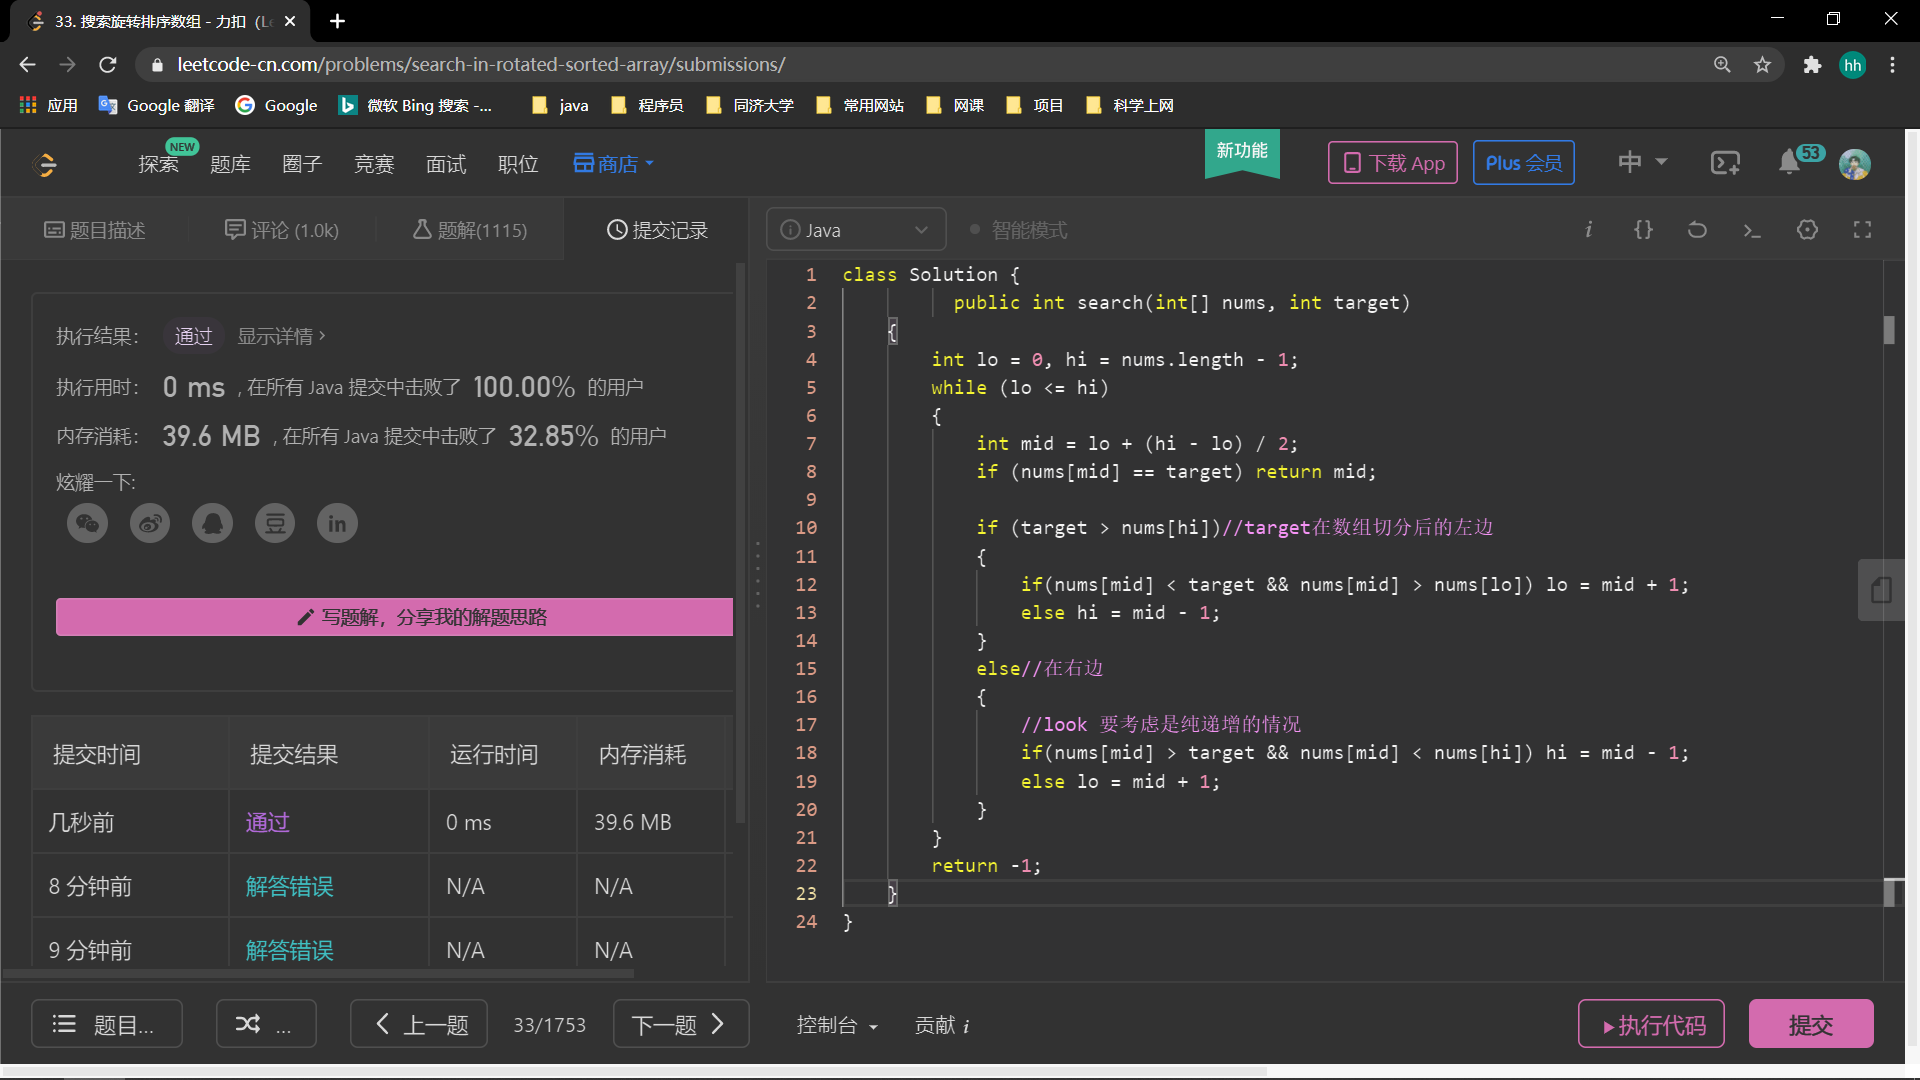 33. 搜索旋转排序数组 - 力扣 (Le
leetcode-cn.com/problems/search-in-rotated-sorted-array/submissions/
hh
应用 Google 翻译 Google 微软 Bing 搜索 -... java 程序员 同济大学 常用网站 网课 项目 科学上网
探索 NEW 题库 圈子 竞赛 面试 职位 商店 新功能 下载 App Plus 会员 中 53
题目描述 评论 (1.0k) 题解(1115) 提交记录
Java 智能模式
执行结果: 通过 显示详情 >
执行用时: 0 ms , 在所有 Java 提交中击败了 100.00% 的用户
内存消耗: 39.6 MB , 在所有 Java 提交中击败了 32.85% 的用户
炫耀一下:
写题解，分享我的解题思路
提交时间 提交结果 运行时间 内存消耗
几秒前 通过 0 ms 39.6 MB
8 分钟前 解答错误 N/A N/A
9 分钟前 解答错误 N/A N/A
1 class Solution {
2 public int search(int[] nums, int target)
3 {
4 int lo = 0, hi = nums.length - 1;
5 while (lo <= hi)
6 {
7 int mid = lo + (hi - lo) / 2;
8 if (nums[mid] == target) return mid;
9
10 if (target > nums[hi])//target在数组切分后的左边
11 {
12 if(nums[mid] < target && nums[mid] > nums[lo]) lo = mid + 1;
13 else hi = mid - 1;
14 }
15 else//在右边
16 {
17 //look 要考虑是纯递增的情况
18 if(nums[mid] > target && nums[mid] < nums[hi]) hi = mid - 1;
19 else lo = mid + 1;
20 }
21 }
22 return -1;
23 }
24 }
题目... ... 上一题 33/1753 下一题 控制台 贡献 i 执行代码 提交